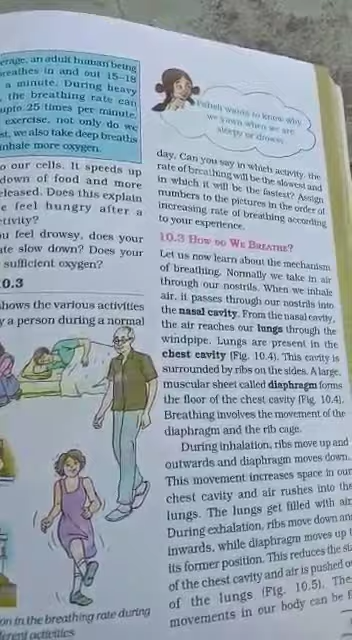 erage, an adult human being
reathes in and out 15–18
a minute. During heavy
, the breathing rate can
upto 25 times per minute.
exercise, not only do we
st, we also take deep breaths
inhale more oxygen.
o our cells. It speeds up
down of food and more
eleased. Does this explain
e feel hungry after a
ctivity?
u feel drowsy, does your
ate slow down? Does your
sufficient oxygen?
0.3
hows the various activities
y a person during a normal
on in the breathing rate during
ferent activities
Paheli wants to know why
we yawn when we are
sleepy or drowsy.
day. Can you say in which activity, the
rate of breathing will be the slowest and
in which it will be the fastest? Assign
numbers to the pictures in the order of
increasing rate of breathing according
to your experience.
10.3 HOW DO WE BREATHE?
Let us now learn about the mechanism
of breathing. Normally we take in air
through our nostrils. When we inhale
air, it passes through our nostrils into
the nasal cavity. From the nasal cavity,
the air reaches our lungs through the
windpipe. Lungs are present in the
chest cavity (Fig. 10.4). This cavity is
surrounded by ribs on the sides. A large,
muscular sheet called diaphragm forms
the floor of the chest cavity (Fig. 10.4).
Breathing involves the movement of the
diaphragm and the rib cage.
During inhalation, ribs move up and
outwards and diaphragm moves down.
This movement increases space in our
chest cavity and air rushes into the
lungs. The lungs get filled with air
During exhalation, ribs move down and
inwards, while diaphragm moves up t
its former position. This reduces the si
of the chest cavity and air is pushed o
of the lungs (Fig. 10.5). The
movements in our body can be f